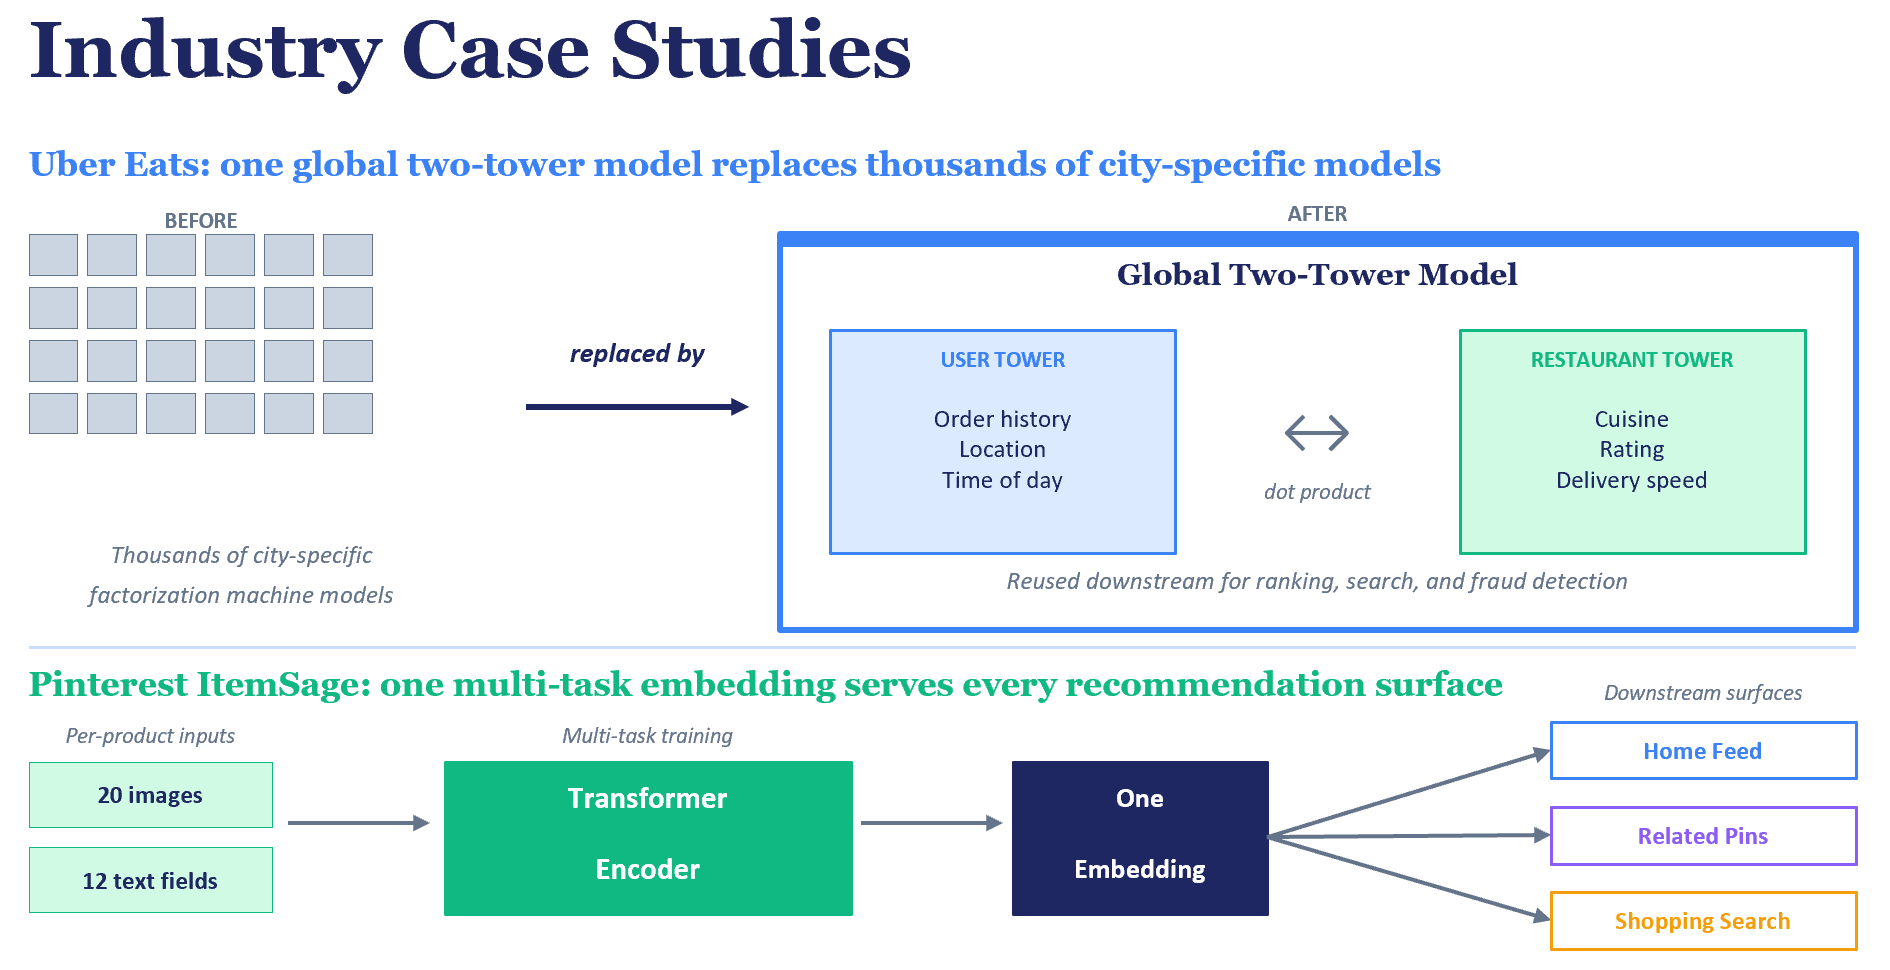 Industry Case Studies
Uber Eats: one global two-tower model replaces thousands of city-specific models
BEFORE
Thousands of city-specific
factorization machine models
replaced by
AFTER
Global Two-Tower Model
USER TOWER
Order history
Location
Time of day
dot product
RESTAURANT TOWER
Cuisine
Rating
Delivery speed
Reused downstream for ranking, search, and fraud detection
Pinterest ItemSage: one multi-task embedding serves every recommendation surface
Per-product inputs
20 images
12 text fields
Multi-task training
Transformer
Encoder
One
Embedding
Downstream surfaces
Home Feed
Related Pins
Shopping Search